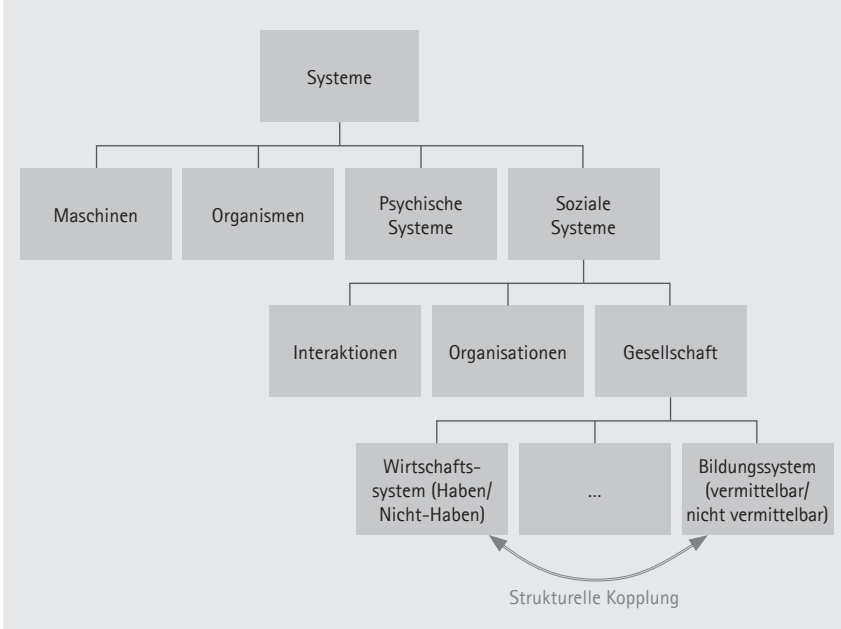 Systeme
Maschinen
Organismen
Psychische
Systeme
Soziale
Systeme
Interaktionen
Organisationen
Gesellschaft
Wirtschafts-
system (Haben/
Nicht-Haben)
...
Bildungssystem
(vermittelbar/
nicht vermittelbar)
Strukturelle Kopplung